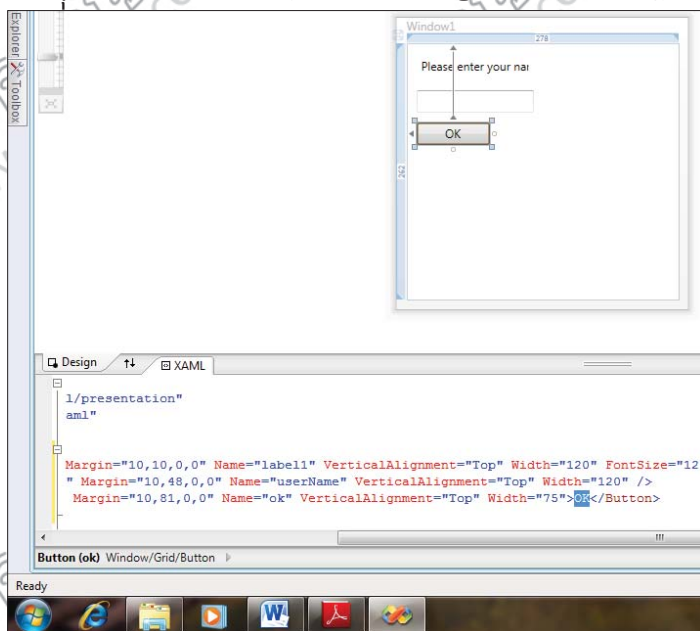 Explorer
Toolbox
Window1
278
Please enter your nar
OK
262
Design
XAML
l/presentation"
aml"
Margin="10,10,0,0" Name="label1" VerticalAlignment="Top" Width="120" FontSize="12
" Margin="10,48,0,0" Name="userName" VerticalAlignment="Top" Width="120" />
Margin="10,81,0,0" Name="ok" VerticalAlignment="Top" Width="75">OK</Button>
Button (ok) Window/Grid/Button
Ready
W